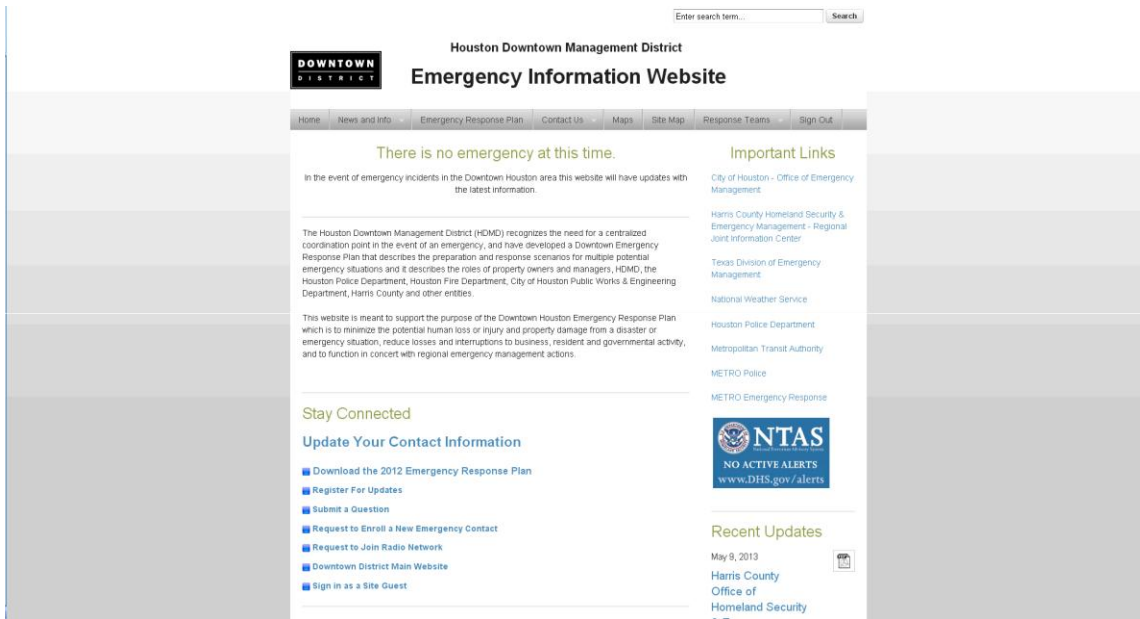 Enter search term...
Search
Houston Downtown Management District
DOWNTOWN
DISTRICT
Emergency Information Website
Home
News and Info
Emergency Response Plan
Contact Us
Maps
Site Map
Response Teams
Sign Out
There is no emergency at this time.
In the event of emergency incidents in the Downtown Houston area this website will have updates with
the latest information.
The Houston Downtown Management District (HDMD) recognizes the need for a centralized
coordination point in the event of an emergency, and have developed a Downtown Emergency
Response Plan that describes the preparation and response scenarios for multiple potential
emergency situations and it describes the roles of property owners and managers, HDMD, the
Houston Police Department, Houston Fire Department, City of Houston Public Works & Engineering
Department, Harris County and other entities.
This website is meant to support the purpose of the Downtown Houston Emergency Response Plan
which is to minimize the potential human loss or injury and property damage from a disaster or
emergency situation, reduce losses and interruptions to business, resident and governmental activity,
and to function in concert with regional emergency management actions.
Stay Connected
Update Your Contact Information
Download the 2012 Emergency Response Plan
Register For Updates
Submit a Question
Request to Enroll a New Emergency Contact
Request to Join Radio Network
Downtown District Main Website
Sign in as a Site Guest
Important Links
City of Houston - Office of Emergency
Management
Harris County Homeland Security &
Emergency Management - Regional
Joint Information Center
Texas Division of Emergency
Management
National Weather Service
Houston Police Department
Metropolitan Transit Authority
METRO Police
METRO Emergency Response
NTAS
National Terrorism Advisory System
NO ACTIVE ALERTS
www.DHS.gov/alerts
Recent Updates
May 9, 2013
Harris County
Office of
Homeland Security